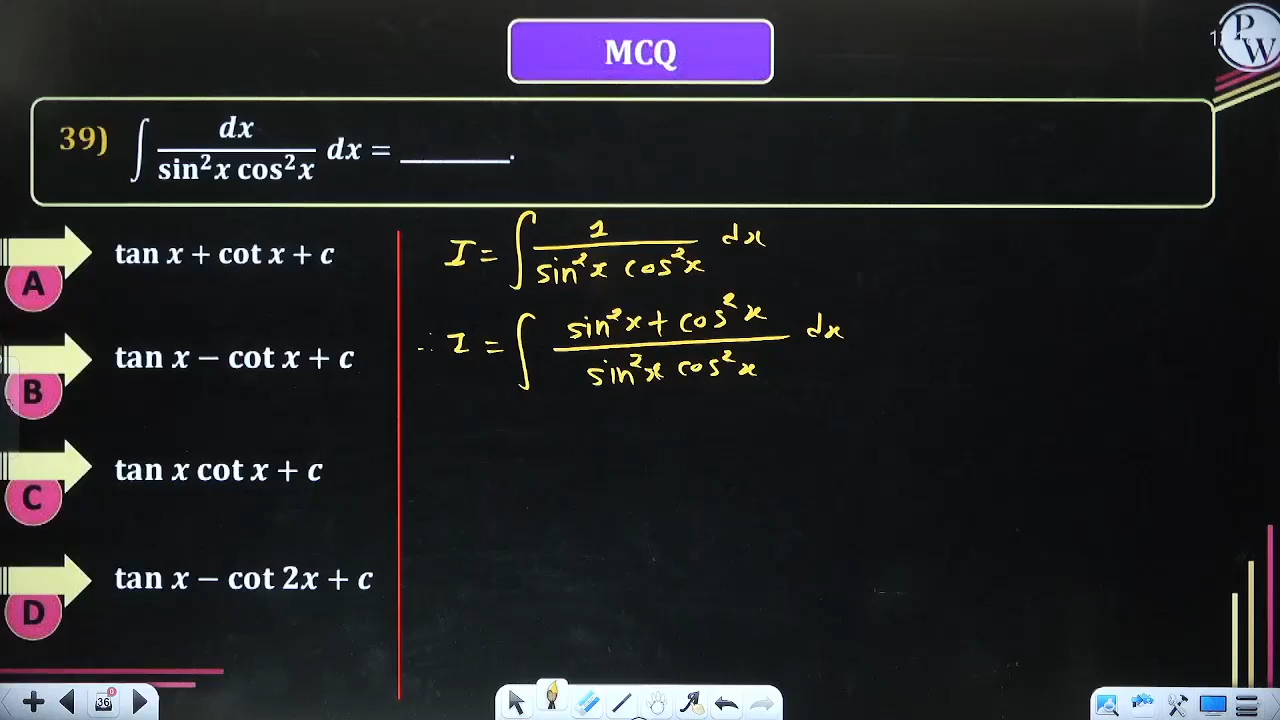 MCQ
PW
39) ∫ dx / sin²x cos²x dx = ______.
A tan x + cot x + c
B tan x − cot x + c
C tan x cot x + c
D tan x − cot 2x + c
I = ∫ 1 / sin²x cos²x dx
∴ I = ∫ sin²x + cos²x / sin²x cos²x dx
36